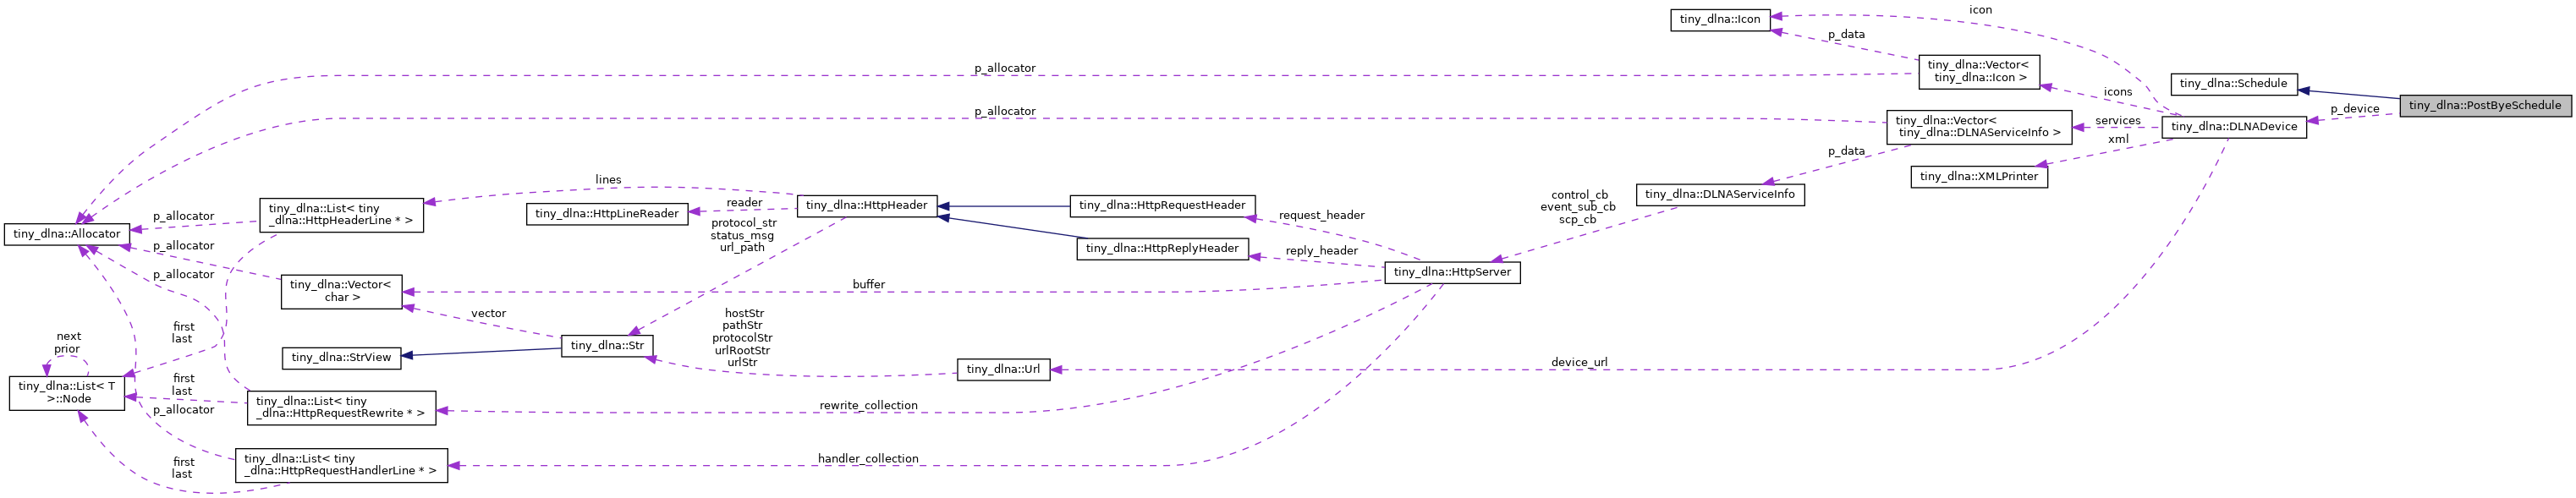 icon
tiny_dlna::Icon
p_data
tiny_dlna::Vector<
tiny_dlna::Icon >
p_allocator
tiny_dlna::Schedule
icons
tiny_dlna::PostByeSchedule
p_device
p_allocator
tiny_dlna::Vector<
tiny_dlna::DLNAServiceInfo >
services
tiny_dlna::DLNADevice
xml
p_data
tiny_dlna::XMLPrinter
lines
tiny_dlna::DLNAServiceInfo
control_cb
event_sub_cb
scp_cb
tiny_dlna::HttpHeader
tiny_dlna::HttpRequestHeader
reader
tiny_dlna::HttpLineReader
tiny_dlna::List< tiny
_dlna::HttpHeaderLine * >
p_allocator
request_header
protocol_str
status_msg
url_path
tiny_dlna::Allocator
p_allocator
tiny_dlna::HttpReplyHeader
reply_header
tiny_dlna::HttpServer
p_allocator
tiny_dlna::Vector<
char >
buffer
vector
hostStr
pathStr
protocolStr
urlRootStr
urlStr
first
last
next
prior
tiny_dlna::Str
tiny_dlna::StrView
tiny_dlna::Url
device_url
tiny_dlna::List< T
>::Node
first
last
tiny_dlna::List< tiny
_dlna::HttpRequestRewrite * >
rewrite_collection
p_allocator
tiny_dlna::List< tiny
_dlna::HttpRequestHandlerLine * >
handler_collection
first
last